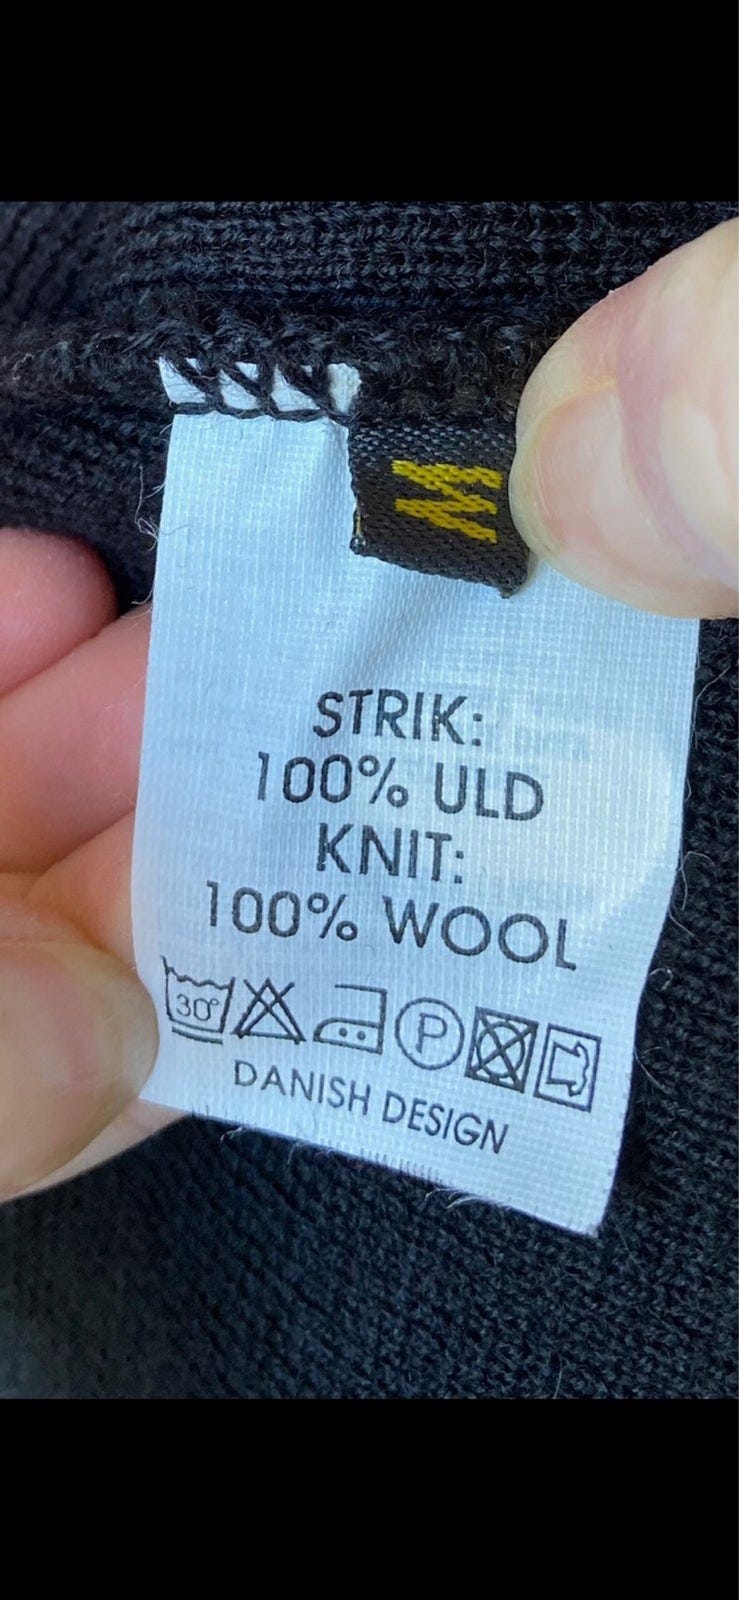 M
STRIK:
100% ULD
KNIT:
100% WOOL
30° P
DANISH DESIGN